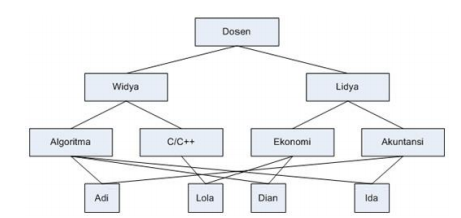 Dosen
Widya
Lidya
Algoritma
C/C++
Ekonomi
Akuntansi
Adi
Lola
Dian
Ida